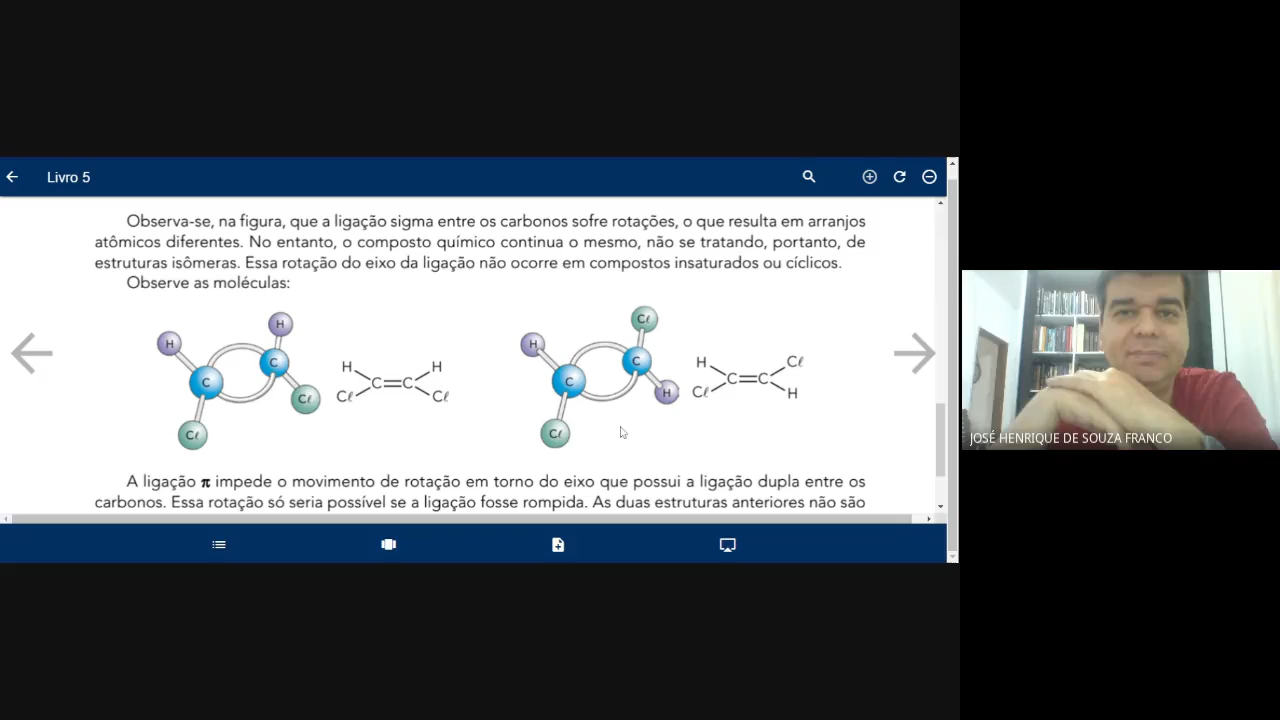 Livro 5
Observa-se, na figura, que a ligação sigma entre os carbonos sofre rotações, o que resulta em arranjos
atômicos diferentes. No entanto, o composto químico continua o mesmo, não se tratando, portanto, de
estruturas isômeras. Essa rotação do eixo da ligação não ocorre em compostos insaturados ou cíclicos.
Observe as moléculas:
H
H
C
C
Cℓ
Cℓ
H
H
C
C
Cℓ
Cℓ
H
Cℓ
C
C
H
Cℓ
H
Cℓ
C
C
Cℓ
H
A ligação π impede o movimento de rotação em torno do eixo que possui a ligação dupla entre os
carbonos. Essa rotação só seria possível se a ligação fosse rompida. As duas estruturas anteriores não são
JOSÉ HENRIQUE DE SOUZA FRANCO